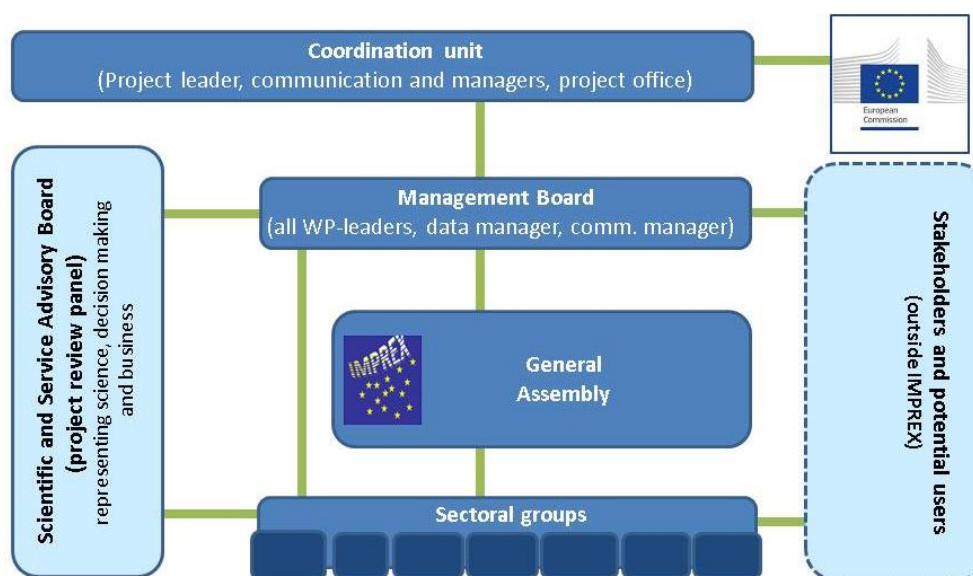 Coordination unit
(Project leader, communication and managers, project office)
European
Commission
Scientific and Service Advisory Board
(project review panel)
representing science, decision making
and business
Management Board
(all WP-leaders, data manager, comm. manager)
Stakeholders and potential users
(outside IMPREX)
IMPREX
General
Assembly
Sectoral groups